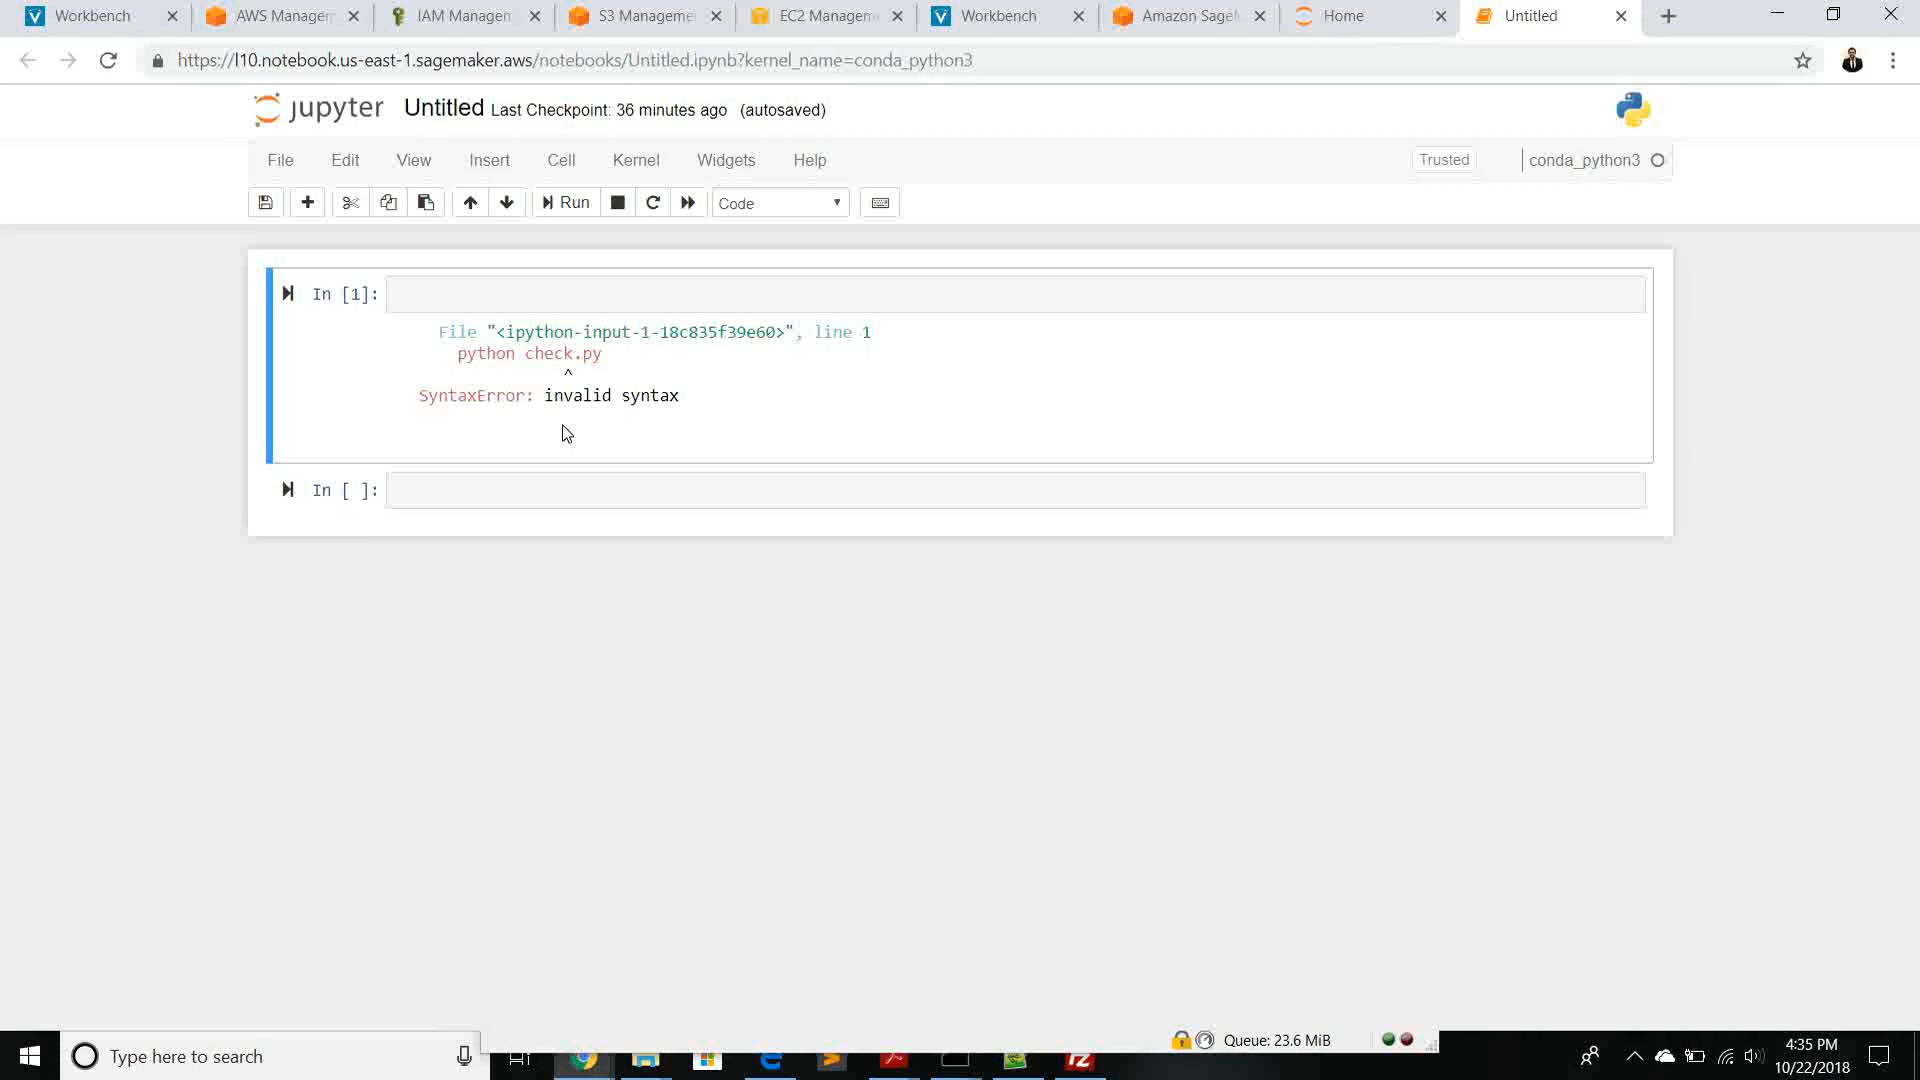 Workbench
AWS Managem
IAM Managem
S3 Manageme
EC2 Managem
Workbench
Amazon SageM
Home
Untitled
https://l10.notebook.us-east-1.sagemaker.aws/notebooks/Untitled.ipynb?kernel_name=conda_python3
jupyter Untitled Last Checkpoint: 36 minutes ago (autosaved)
File Edit View Insert Cell Kernel Widgets Help Trusted conda_python3
Run Code
In [1]:
File "<ipython-input-1-18c835f39e60>", line 1
python check.py
^
SyntaxError: invalid syntax
In [ ]:
Queue: 23.6 MiB
Type here to search
4:35 PM
10/22/2018